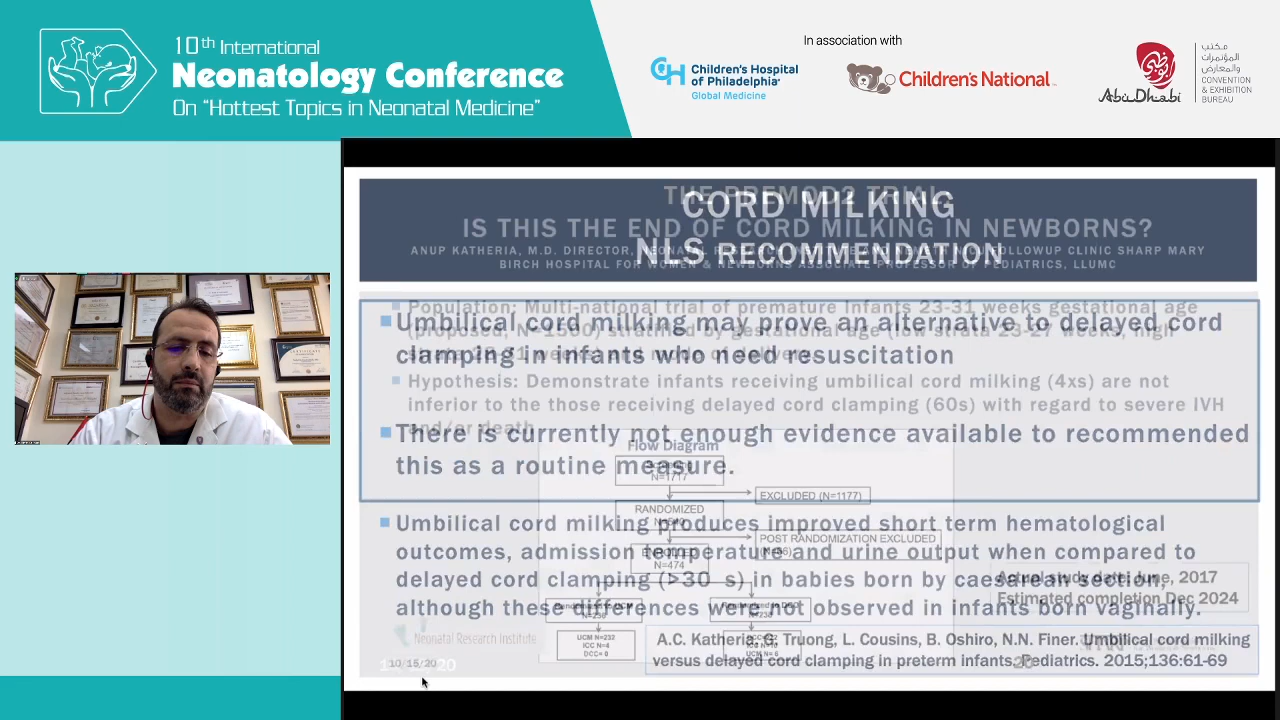 10th International
Neonatology Conference
On “Hottest Topics in Neonatal Medicine”
In association with
Children's Hospital
of Philadelphia
Global Medicine
Children's National
Abu Dhabi
مكتب
المؤتمرات
والمعارض
CONVENTION
& EXHIBITION
BUREAU
THE PREMOD2 TRIAL
IS THIS THE END OF CORD MILKING IN NEWBORNS?
CORD MILKING
NLS RECOMMENDATION
ANUP KATHERIA, M.D. DIRECTOR, NEONATAL RESEARCH INSTITUTE FOLLOWUP CLINIC SHARP MARY
BIRCH HOSPITAL FOR WOMEN & NEWBORNS ASSOCIATE PROFESSOR OF PEDIATRICS, LLUMC
Population: Multi-national trial of premature infants 23-31 weeks gestational age
Umbilical cord milking may prove an alternative to delayed cord
clamping in infants who need resuscitation
Hypothesis: Demonstrate infants receiving umbilical cord milking (4xs) are not
inferior to the those receiving delayed cord clamping (60s) with regard to severe IVH
and/or death
There is currently not enough evidence available to recommended
this as a routine measure.
Flow Diagram
N=1717
EXCLUDED (N=1177)
RANDOMIZED
POST RANDOMIZATION EXCLUDED
N=474
Umbilical cord milking produces improved short term hematological
outcomes, admission temperature and urine output when compared to
delayed cord clamping (>30 s) in babies born by caesarean section,
although these differences were not observed in infants born vaginally.
Actual study date: June, 2017
Estimated completion Dec 2024
UCM N=232
ICC N=4
DCC= 0
Neonatal Research Institute
A.C. Katheria, G. Truong, L. Cousins, B. Oshiro, N.N. Finer. Umbilical cord milking
versus delayed cord clamping in preterm infants. Pediatrics. 2015;136:61-69
10/15/20